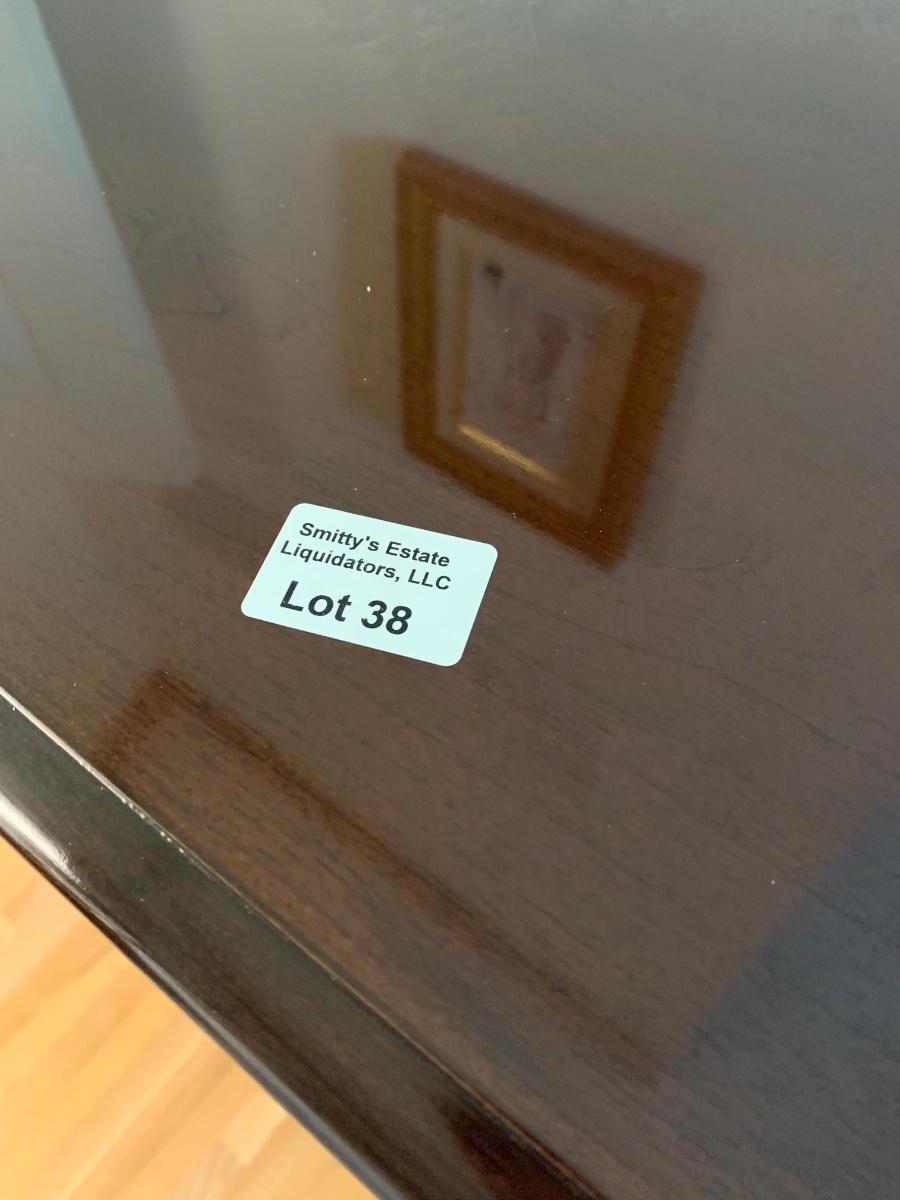 Smitty's Estate
Liquidators, LLC
Lot 38